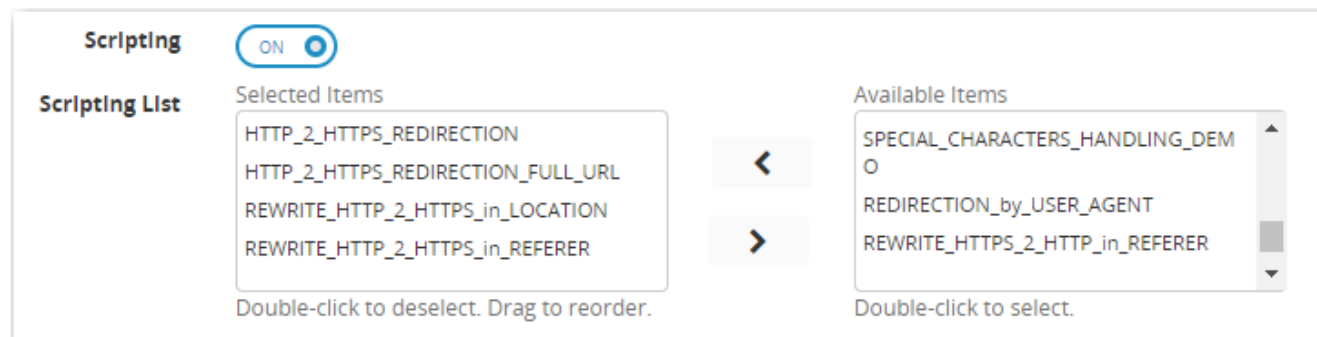 Scripting
ON
Scripting List
Selected Items
HTTP_2_HTTPS_REDIRECTION
HTTP_2_HTTPS_REDIRECTION_FULL_URL
REWRITE_HTTP_2_HTTPS_in_LOCATION
REWRITE_HTTP_2_HTTPS_in_REFERER
Double-click to deselect. Drag to reorder.
Available Items
SPECIAL_CHARACTERS_HANDLING_DEM
O
REDIRECTION_by_USER_AGENT
REWRITE_HTTPS_2_HTTP_in_REFERER
Double-click to select.